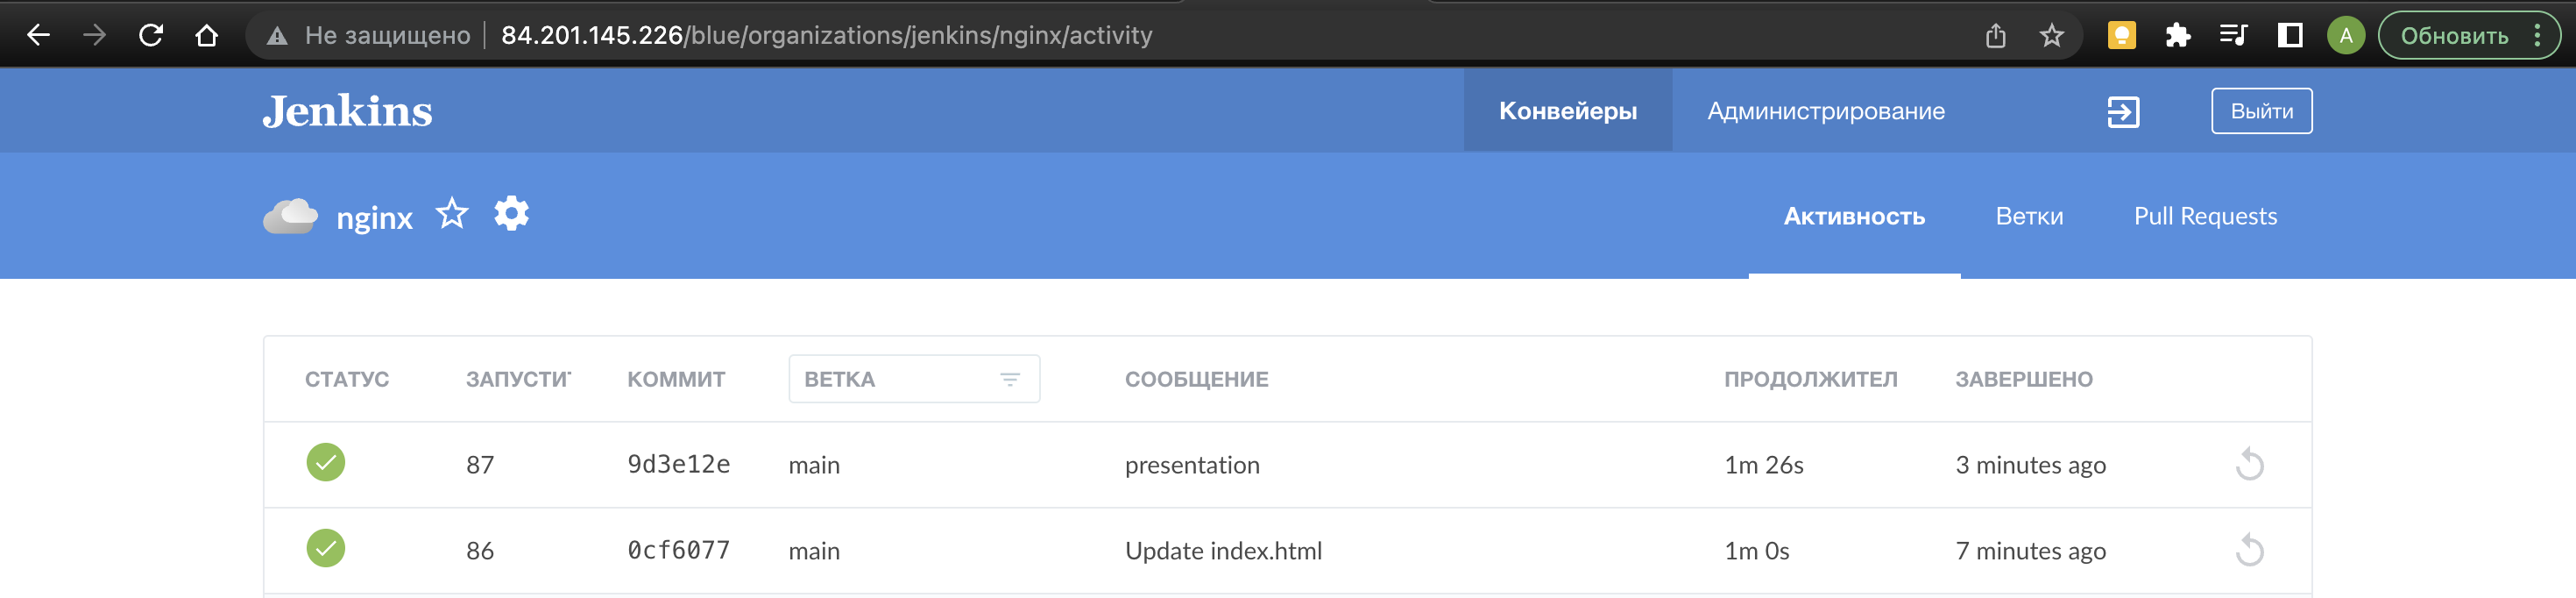 Не защищено 84.201.145.226/blue/organizations/jenkins/nginx/activity A Обновить
Jenkins Конвейеры Администрирование Выйти
nginx Активность Ветки Pull Requests
СТАТУС ЗАПУСТИТ КОММИТ ВЕТКА СООБЩЕНИЕ ПРОДОЛЖИТЕЛ ЗАВЕРШЕНО
87 9d3e12e main presentation 1m 26s 3 minutes ago
86 0cf6077 main Update index.html 1m 0s 7 minutes ago